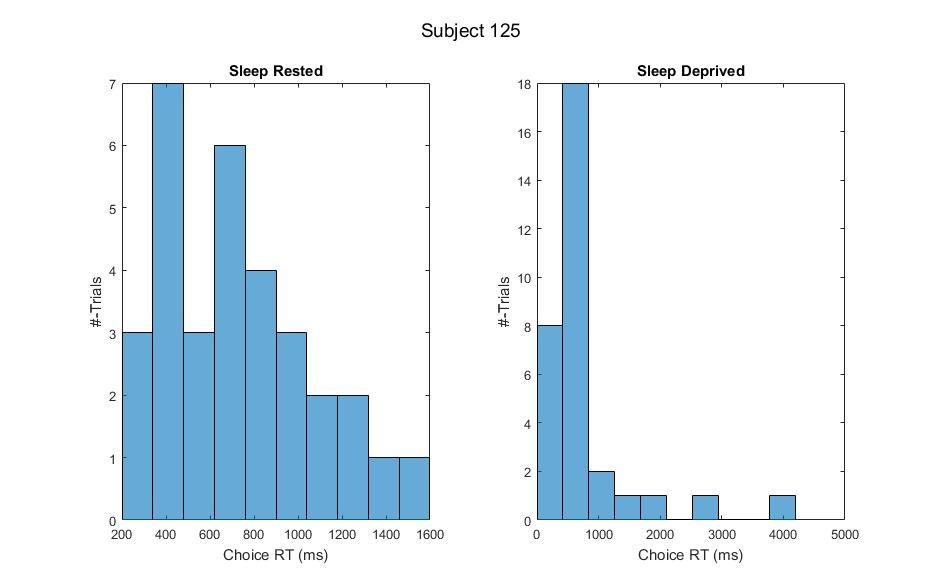 Subject 125
Sleep Rested
7
6
5
4
3
2
1
0
#-Trials
200 400 600 800 1000 1200 1400 1600
Choice RT (ms)
Sleep Deprived
18
16
14
12
10
8
6
4
2
0
#-Trials
0 1000 2000 3000 4000 5000
Choice RT (ms)